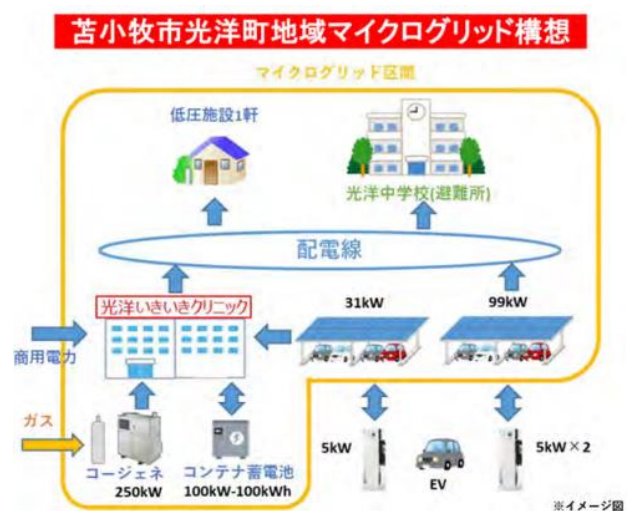 苫小牧市光洋町地域マイクログリッド構想
マイクログリッド区間
低圧施設1軒
光洋中学校(避難所)
配電線
光洋いきいきクリニック
31kW
99kW
商用電力
ガス
コージェネ
250kW
コンテナ蓄電池
100kW-100kWh
5kW
EV
5kW×2
※イメージ図